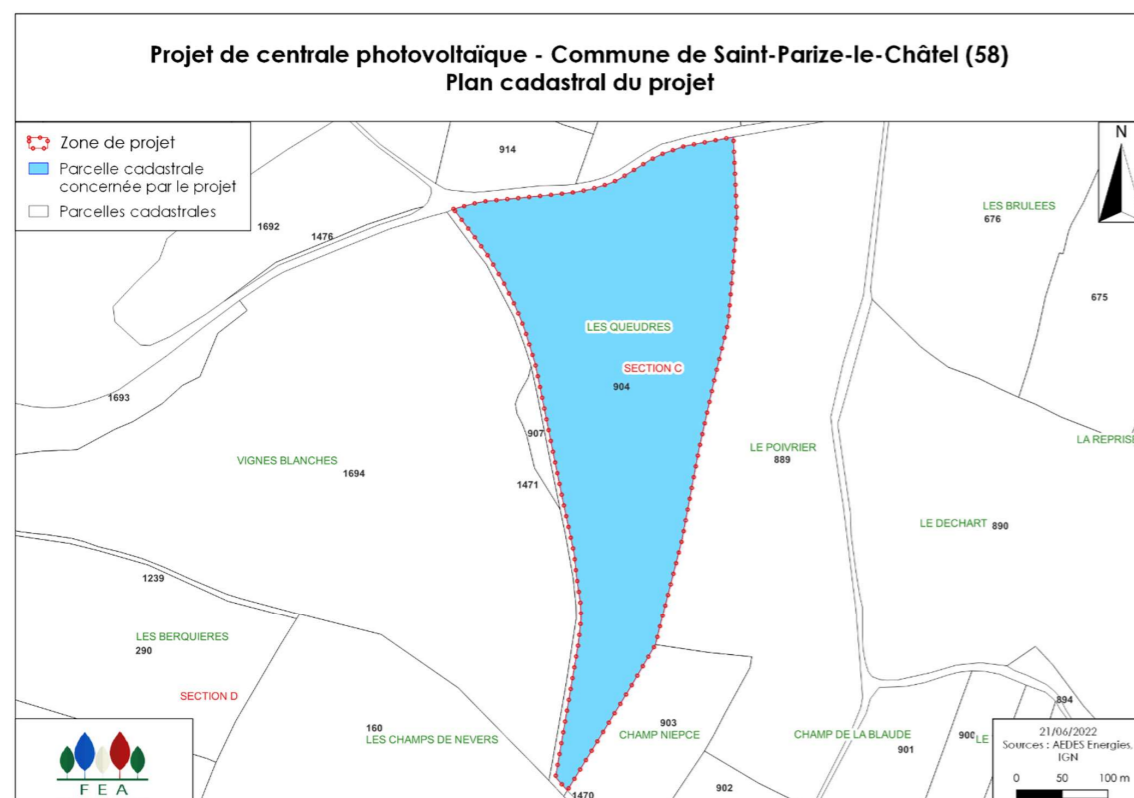 Projet de centrale photovoltaïque - Commune de Saint-Parize-le-Châtel (58)
Plan cadastral du projet
Zone de projet
Parcelle cadastrale
concernée par le projet
Parcelles cadastrales
N
914
1692
1476
LES BRULEES
676
675
LES QUEUDRES
SECTION C
904
1693
907
VIGNES BLANCHES
1694
1471
LE POIVRIER
889
LA REPRIS
LE DECHART 890
1239
LES BERQUIERES
290
SECTION D
160
LES CHAMPS DE NEVERS
903
CHAMP NIEPCE
CHAMP DE LA BLAUDE
901
900
LE
894
902
1470
FEA
21/06/2022
Sources : AEDES Energies,
IGN
0 50 100 m